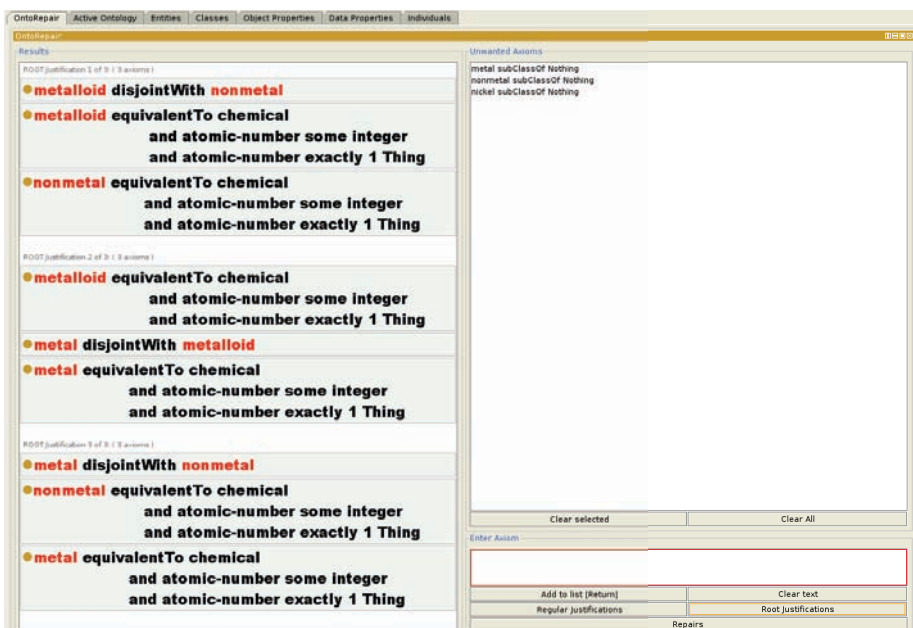 OntoRepair Active Ontology Entities Classes Object Properties Data Properties Individuals
OntoRepair
Results
ROOT Justification 1 of 3: ( 3 axioms )
metalloid disjointWith nonmetal
metalloid equivalentTo chemical
and atomic-number some integer
and atomic-number exactly 1 Thing
nonmetal equivalentTo chemical
and atomic-number some integer
and atomic-number exactly 1 Thing
ROOT Justification 2 of 3: ( 3 axioms )
metalloid equivalentTo chemical
and atomic-number some integer
and atomic-number exactly 1 Thing
metal disjointWith metalloid
metal equivalentTo chemical
and atomic-number some integer
and atomic-number exactly 1 Thing
ROOT Justification 3 of 3: ( 3 axioms )
metal disjointWith nonmetal
nonmetal equivalentTo chemical
and atomic-number some integer
and atomic-number exactly 1 Thing
metal equivalentTo chemical
and atomic-number some integer
and atomic-number exactly 1 Thing
Unwanted Axioms
metal subClassOf Nothing
nonmetal subClassOf Nothing
nickel subClassOf Nothing
Clear selected Clear All
Enter Axiom
Add to list [Return] Clear text
Regular Justifications Root Justifications
Repairs